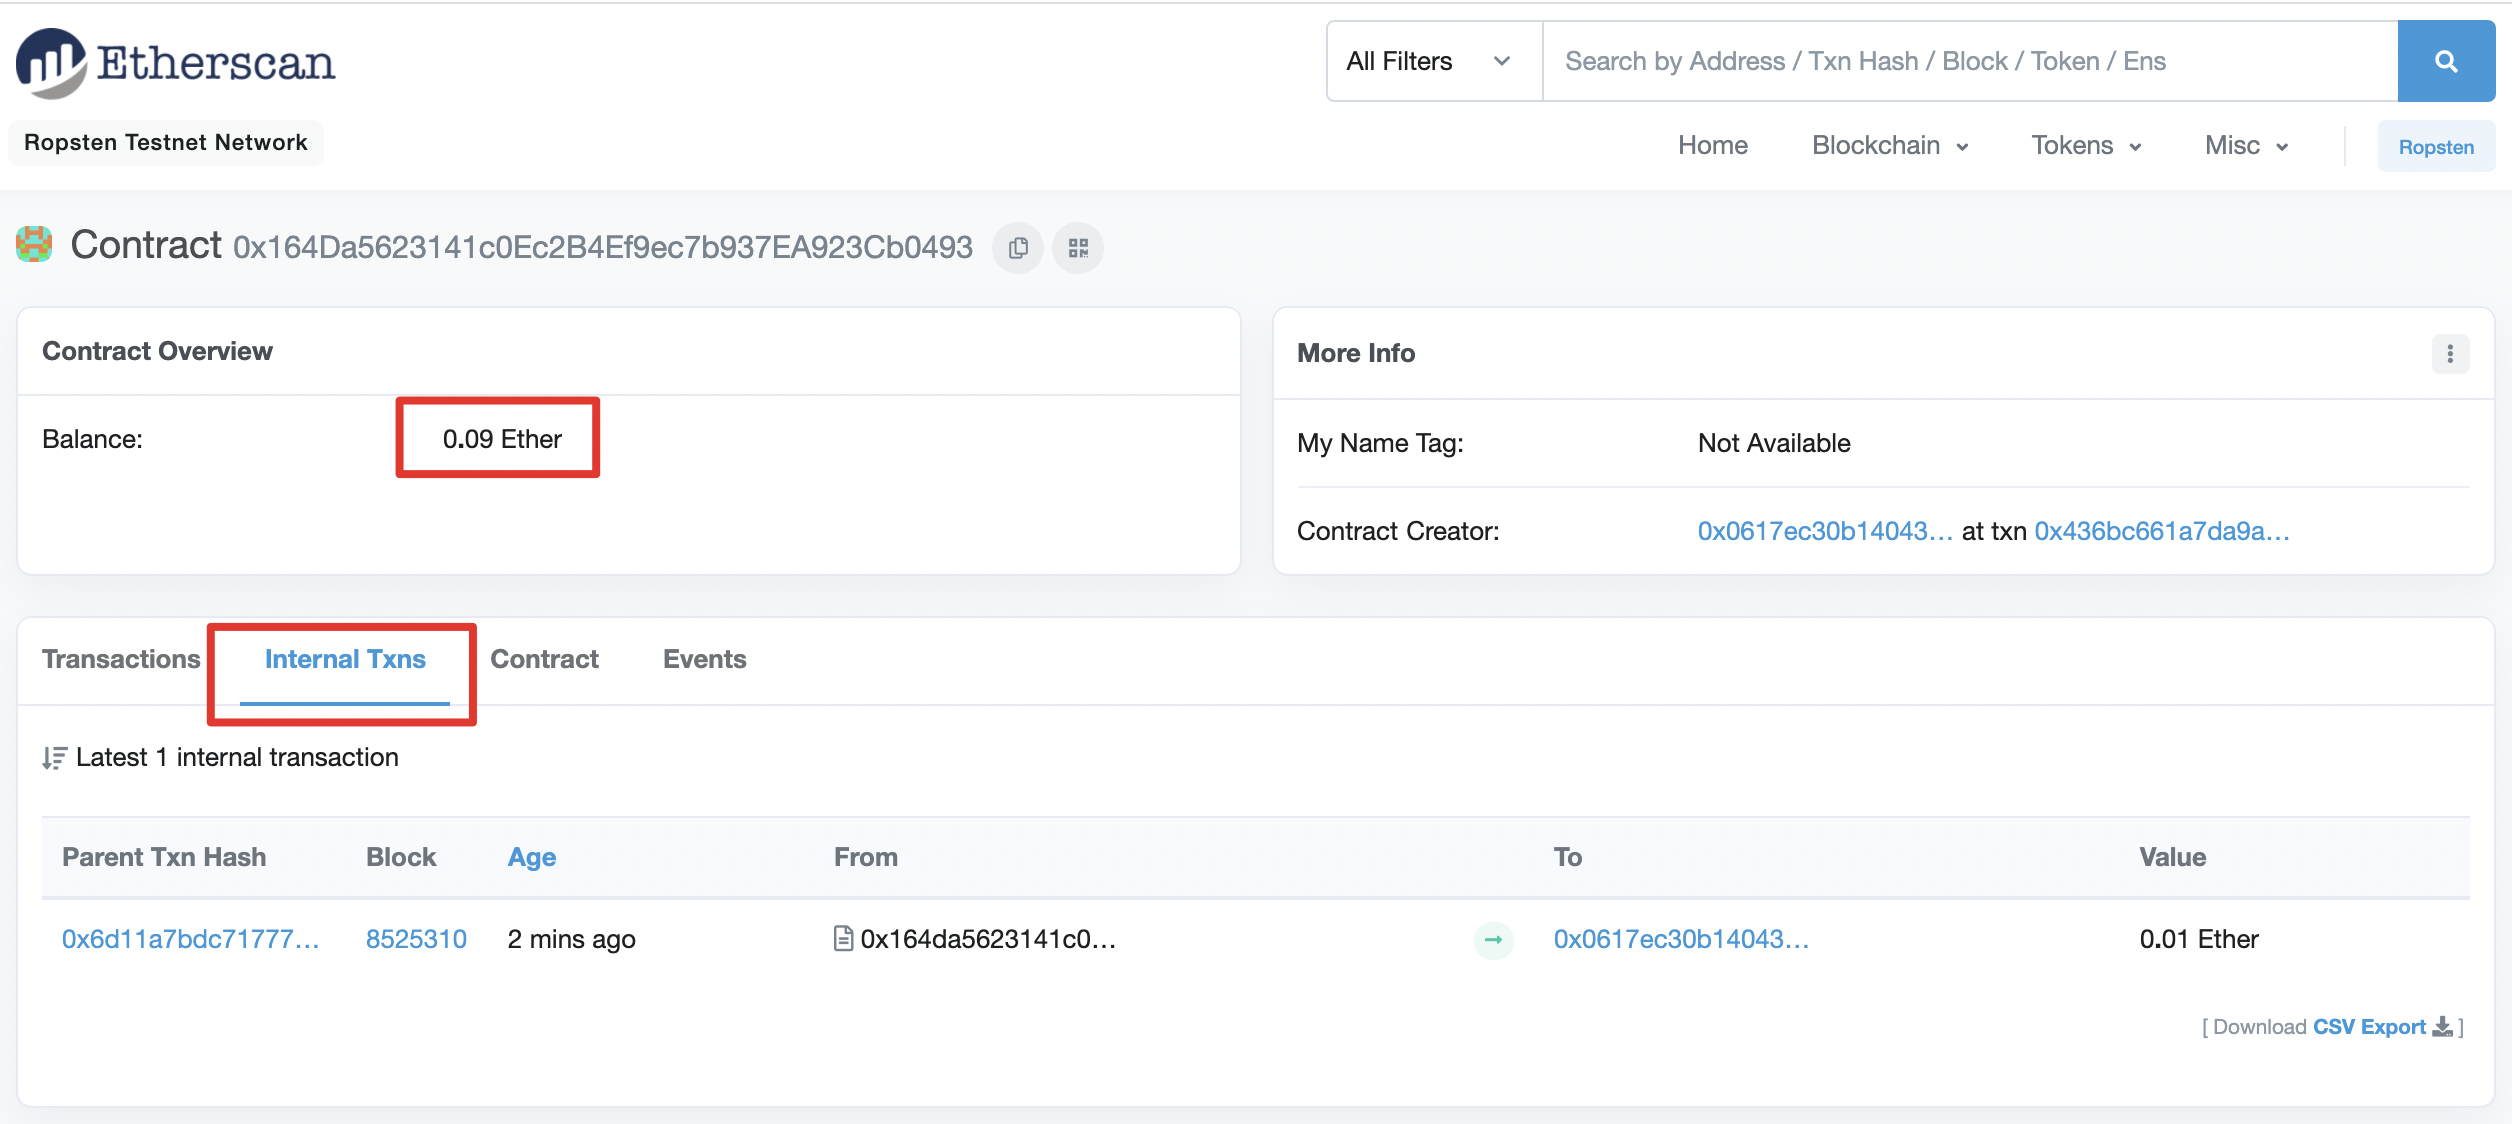 Etherscan
All Filters
Search by Address / Txn Hash / Block / Token / Ens
Ropsten Testnet Network
Home Blockchain Tokens Misc Ropsten
Contract 0x164Da5623141c0Ec2B4Ef9ec7b937EA923Cb0493
Contract Overview
Balance: 0.09 Ether
More Info
My Name Tag: Not Available
Contract Creator: 0x0617ec30b14043... at txn 0x436bc661a7da9a...
Transactions Internal Txns Contract Events
Latest 1 internal transaction
Parent Txn Hash Block Age From To Value
0x6d11a7bdc71777... 8525310 2 mins ago 0x164da5623141c0... 0x0617ec30b14043... 0.01 Ether
[ Download CSV Export ]